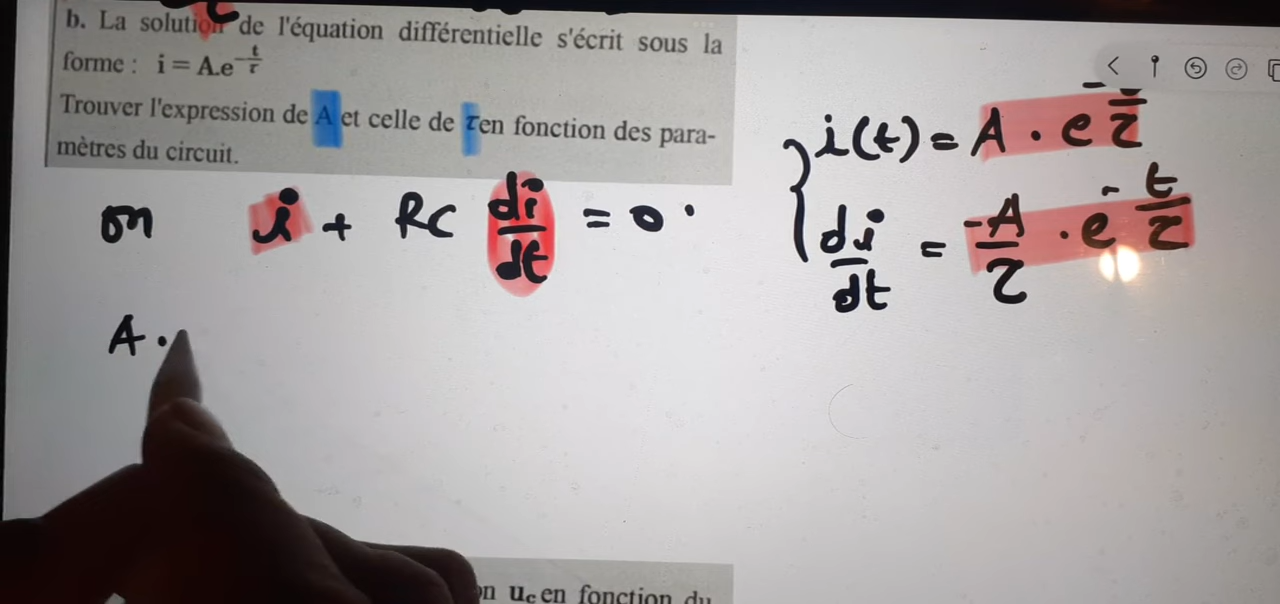 b. La solution de l'équation différentielle s'écrit sous la
forme : i = A.e^{-t/τ}
Trouver l'expression de A et celle de τ en fonction des para-
mètres du circuit.
i(t) = A . e^{-t/τ}
on i + RC di/dt = 0.
di/dt = -A/τ . e^{-t/τ}
A .
on u_c en fonction du